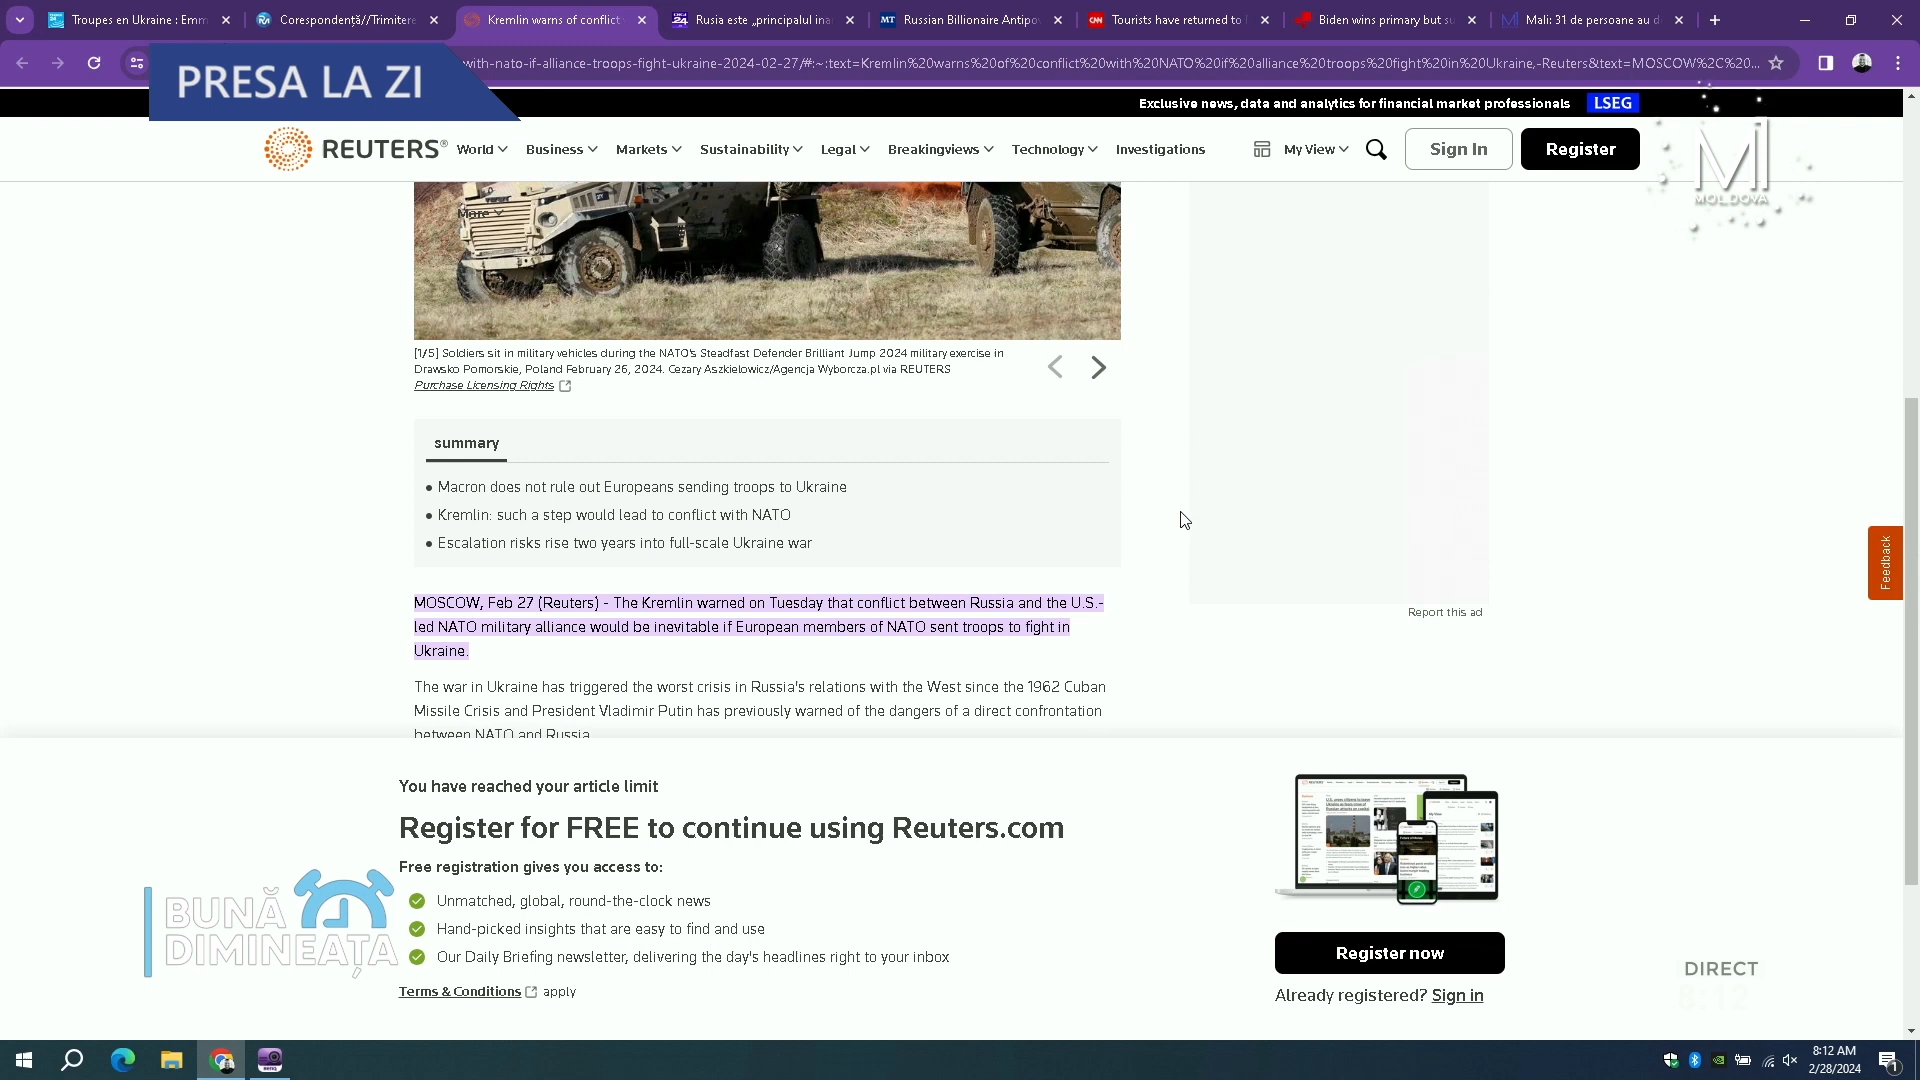 Troupes en Ukraine : Emm
Corespondență//Trimitere
Kremlin warns of conflict
Rusia este „principalul ina
Russian Billionaire Antipo
Tourists have returned to
Biden wins primary but su
Mali: 31 de persoane au d
with-nato-if-alliance-troops-fight-ukraine-2024-02-27/#:~:text=Kremlin%20warns%20of%20conflict%20with%20NATO%20if%20alliance%20troops%20fight%20in%20Ukraine,-Reuters&text=MOSCOW%2C%20...
PRESA LA ZI
Exclusive news, data and analytics for financial market professionals LSEG
REUTERS® World Business Markets Sustainability Legal Breakingviews Technology Investigations My View Sign In Register
MOLDOVA
More
[1/5] Soldiers sit in military vehicles during the NATO's Steadfast Defender Brilliant Jump 2024 military exercise in
Drawsko Pomorskie, Poland February 26, 2024. Cezary Aszkielowicz/Agencja Wyborcza.pl via REUTERS
Purchase Licensing Rights
summary
Macron does not rule out Europeans sending troops to Ukraine
Kremlin: such a step would lead to conflict with NATO
Escalation risks rise two years into full-scale Ukraine war
Feedback
MOSCOW, Feb 27 (Reuters) - The Kremlin warned on Tuesday that conflict between Russia and the U.S.-
led NATO military alliance would be inevitable if European members of NATO sent troops to fight in
Ukraine.
Report this ad
The war in Ukraine has triggered the worst crisis in Russia's relations with the West since the 1962 Cuban
Missile Crisis and President Vladimir Putin has previously warned of the dangers of a direct confrontation
between NATO and Russia.
You have reached your article limit
Register for FREE to continue using Reuters.com
Free registration gives you access to:
Unmatched, global, round-the-clock news
Hand-picked insights that are easy to find and use
Our Daily Briefing newsletter, delivering the day's headlines right to your inbox
Terms & Conditions apply
Register now
Already registered? Sign in
BUNĂ
DIMINEAȚA
DIRECT
8:12
8:12 AM
2/28/2024